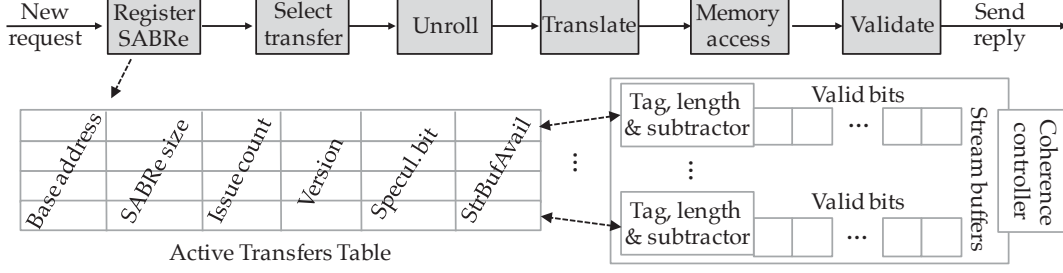 New
request
Register
SABRe
Select
transfer
Unroll
Translate
Memory
access
Validate
Send
reply
Base address
SABRe size
Issue count
Version
Specul. bit
StrBufAvail
Active Transfers Table
Tag, length
& subtractor
Valid bits
...
...
...
Tag, length
& subtractor
Valid bits
...
Stream buffers
Coherence
controller